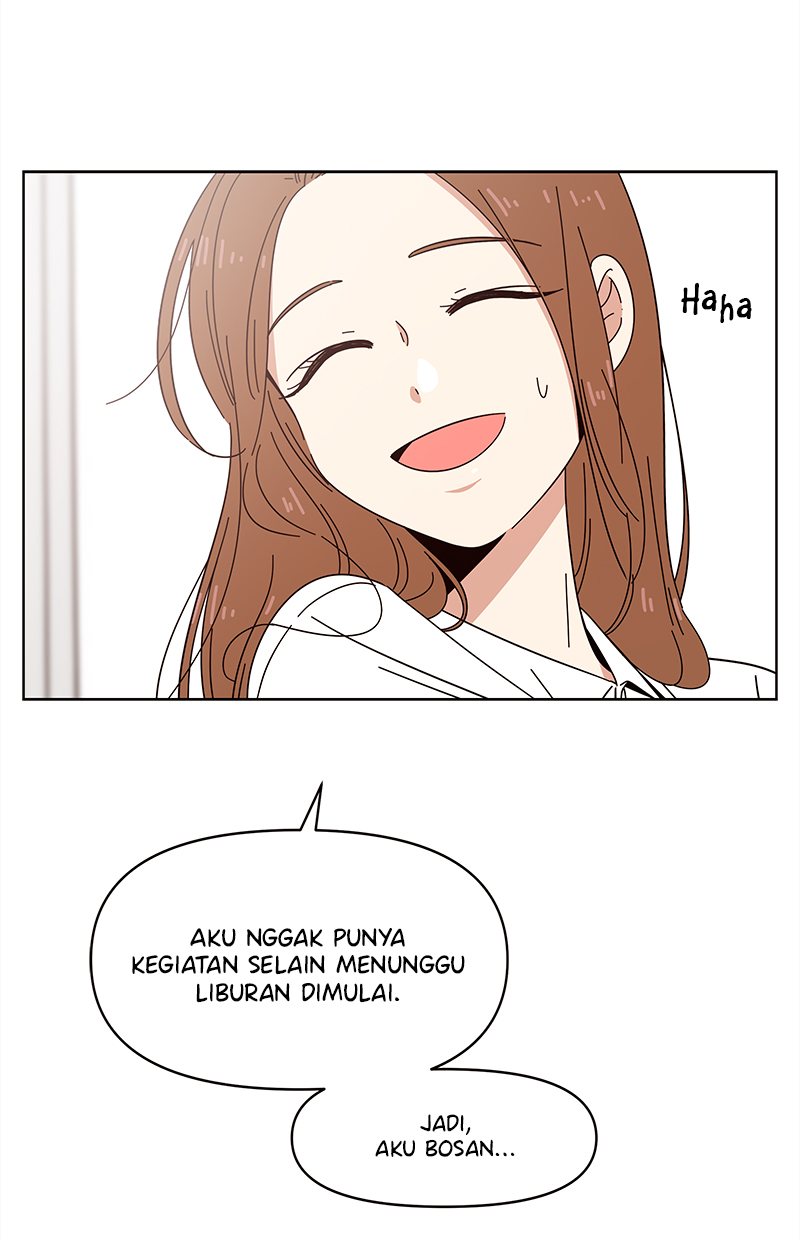 Haha
AKU NGGAK PUNYA
KEGIATAN SELAIN MENUNGGU
LIBURAN DIMULAI.
JADI,
AKU BOSAN...